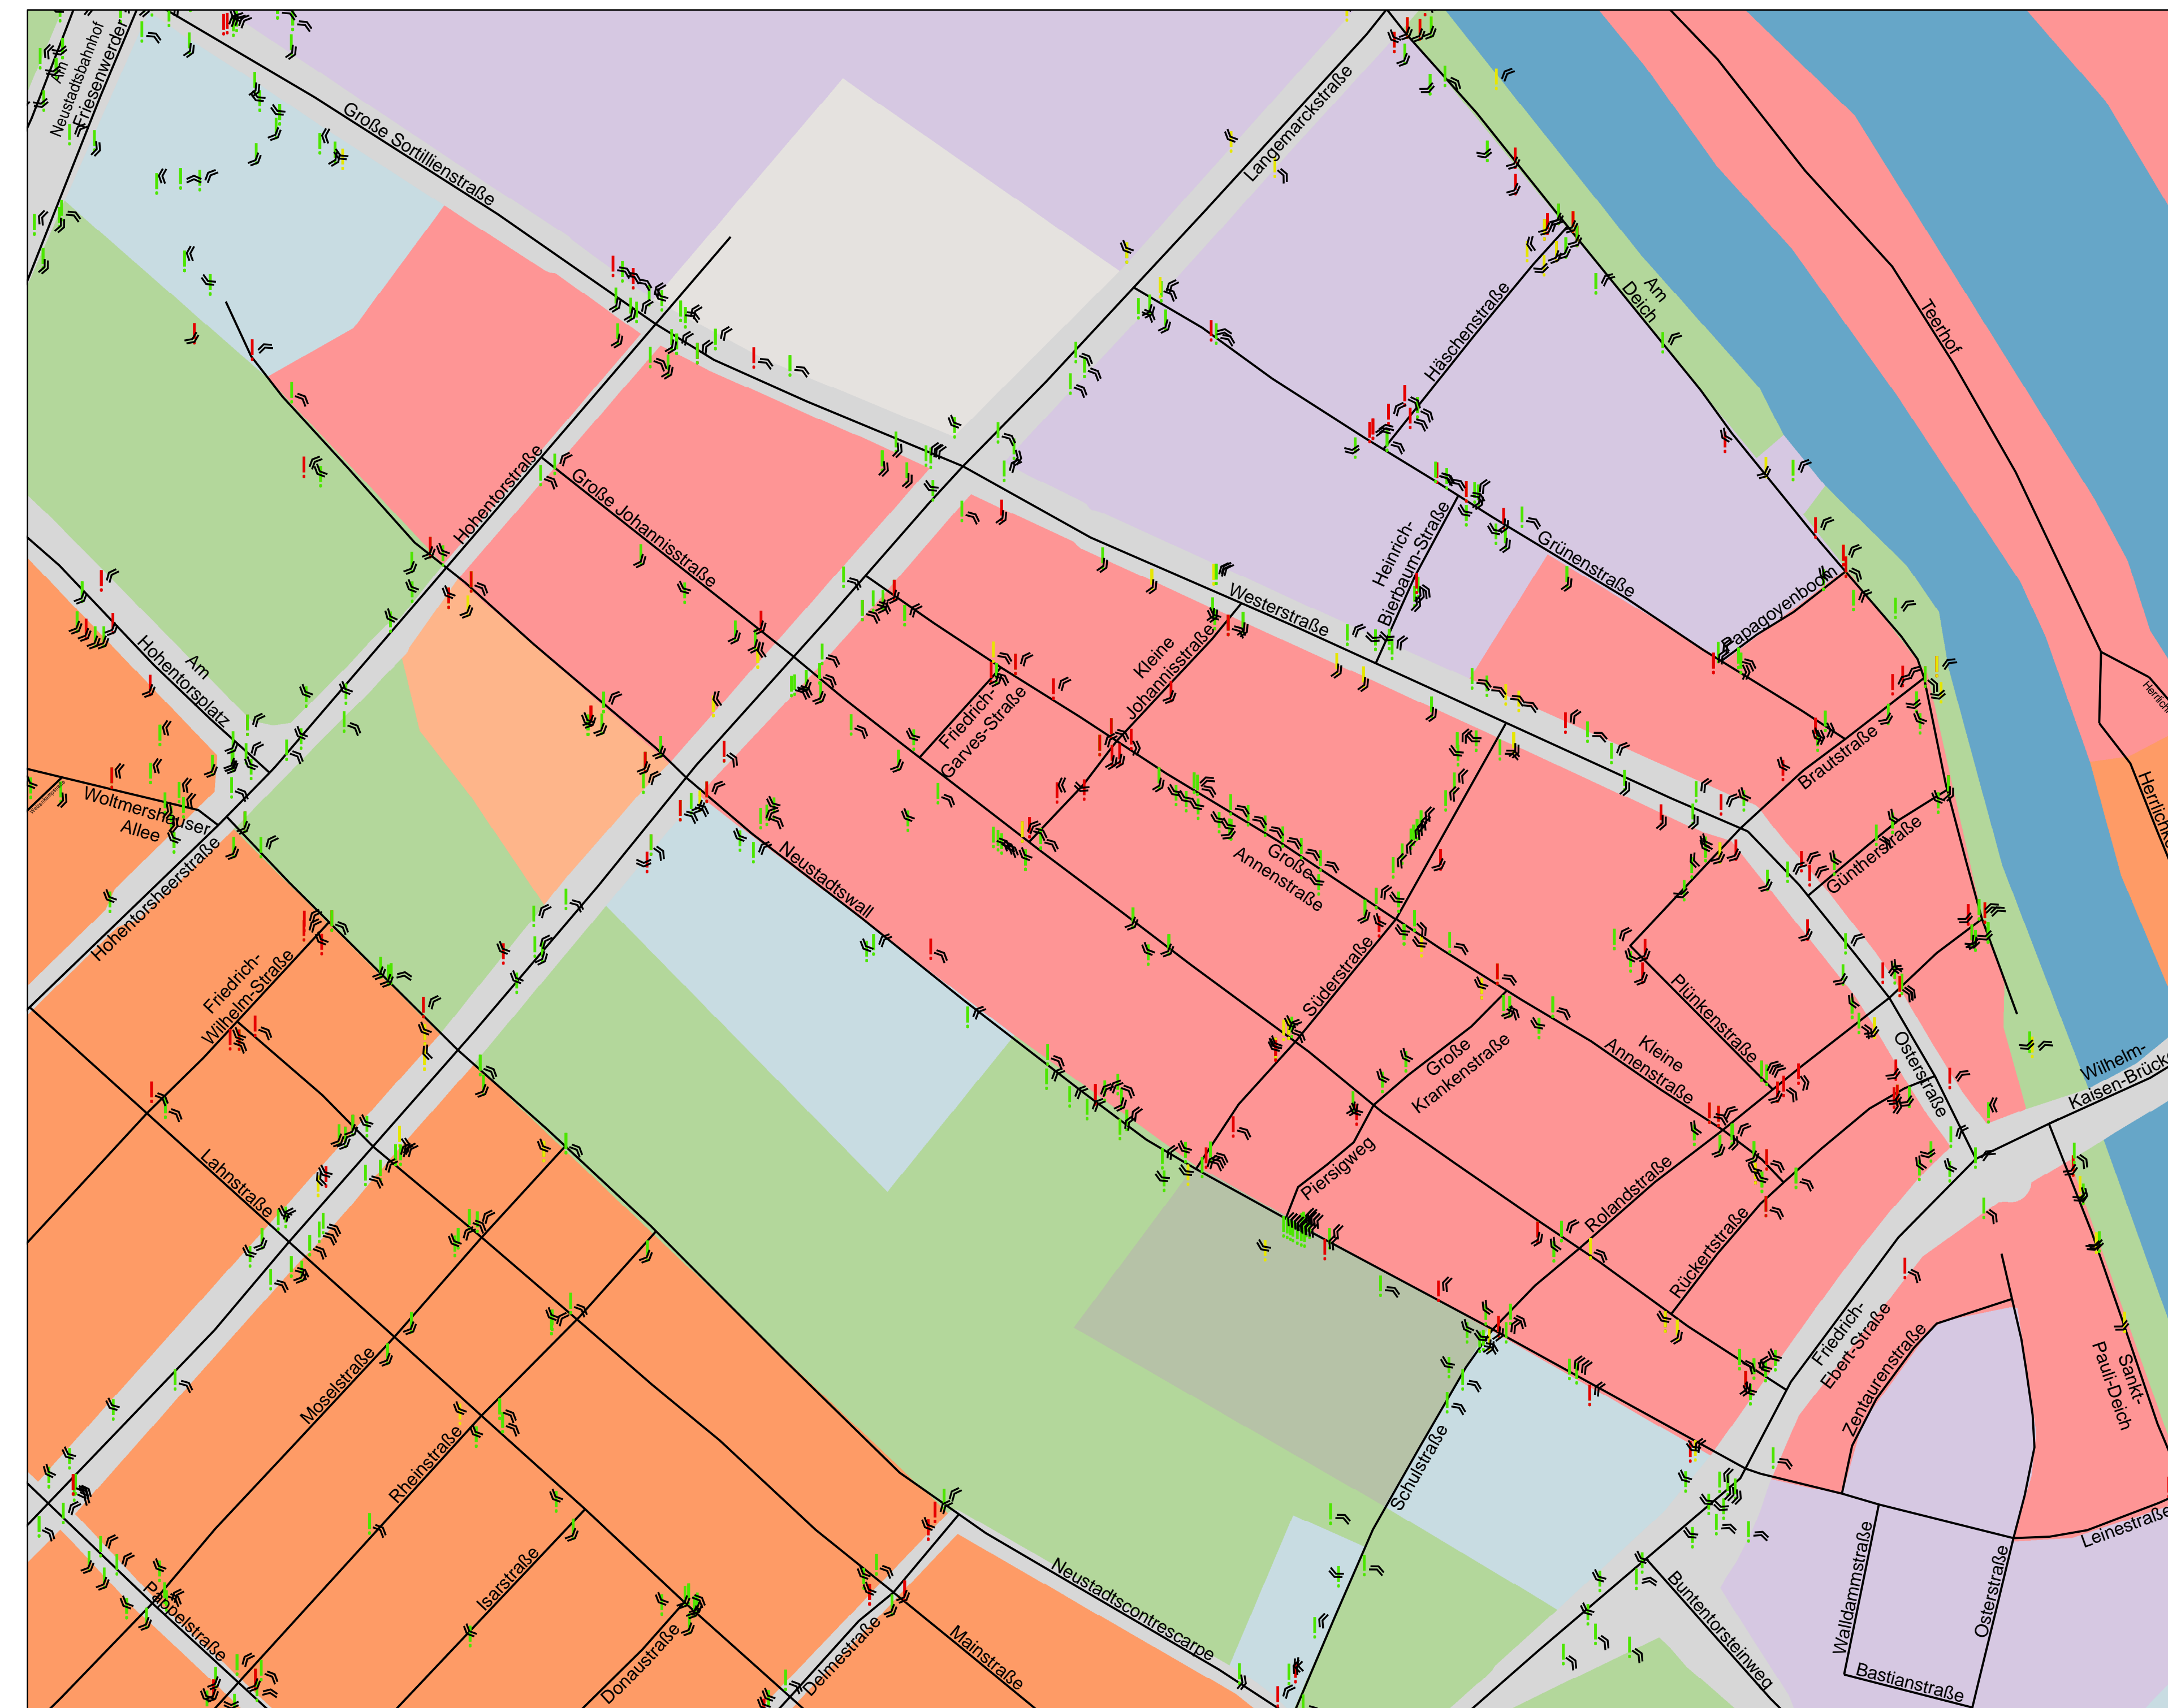 Am
Neustadtsbahnhof
Friesenwerder
Große Sortillienstraße
Langemarckstraße
Am
Deich
Teerhof
Häschenstraße
Hohentorstraße
Große Johannisstraße
Heinrich-
Bierbaum-Straße
Grünenstraße
Westerstraße
Papagoyenboom
Am
Hohentorsplatz
Kleine
Johannisstraße
Friedrich-
Garves-Straße
Brautstraße
Woltmershauser
Allee
Hohentorsheerstraße
Neustadtswall
Große
Annenstraße
Güntherstraße
Friedrich-
Wilhelm-Straße
Süderstraße
Plünkenstraße
Große
Krankenstraße
Kleine
Annenstraße
Osterstraße
Wilhelm-
Kaisen-Brücke
Lahnstraße
Piersigweg
Rolandstraße
Rückertstraße
Friedrich-
Ebert-Straße
Zentaurenstraße
Sankt-
Pauli-Deich
Moselstraße
Rheinstraße
Schulstraße
Isarstraße
Pappelstraße
Donaustraße
Delmestraße
Mainstraße
Neustadtscontrescarpe
Buntentorsteinweg
Walldammstraße
Osterstraße
Leinestraße
Bastianstraße